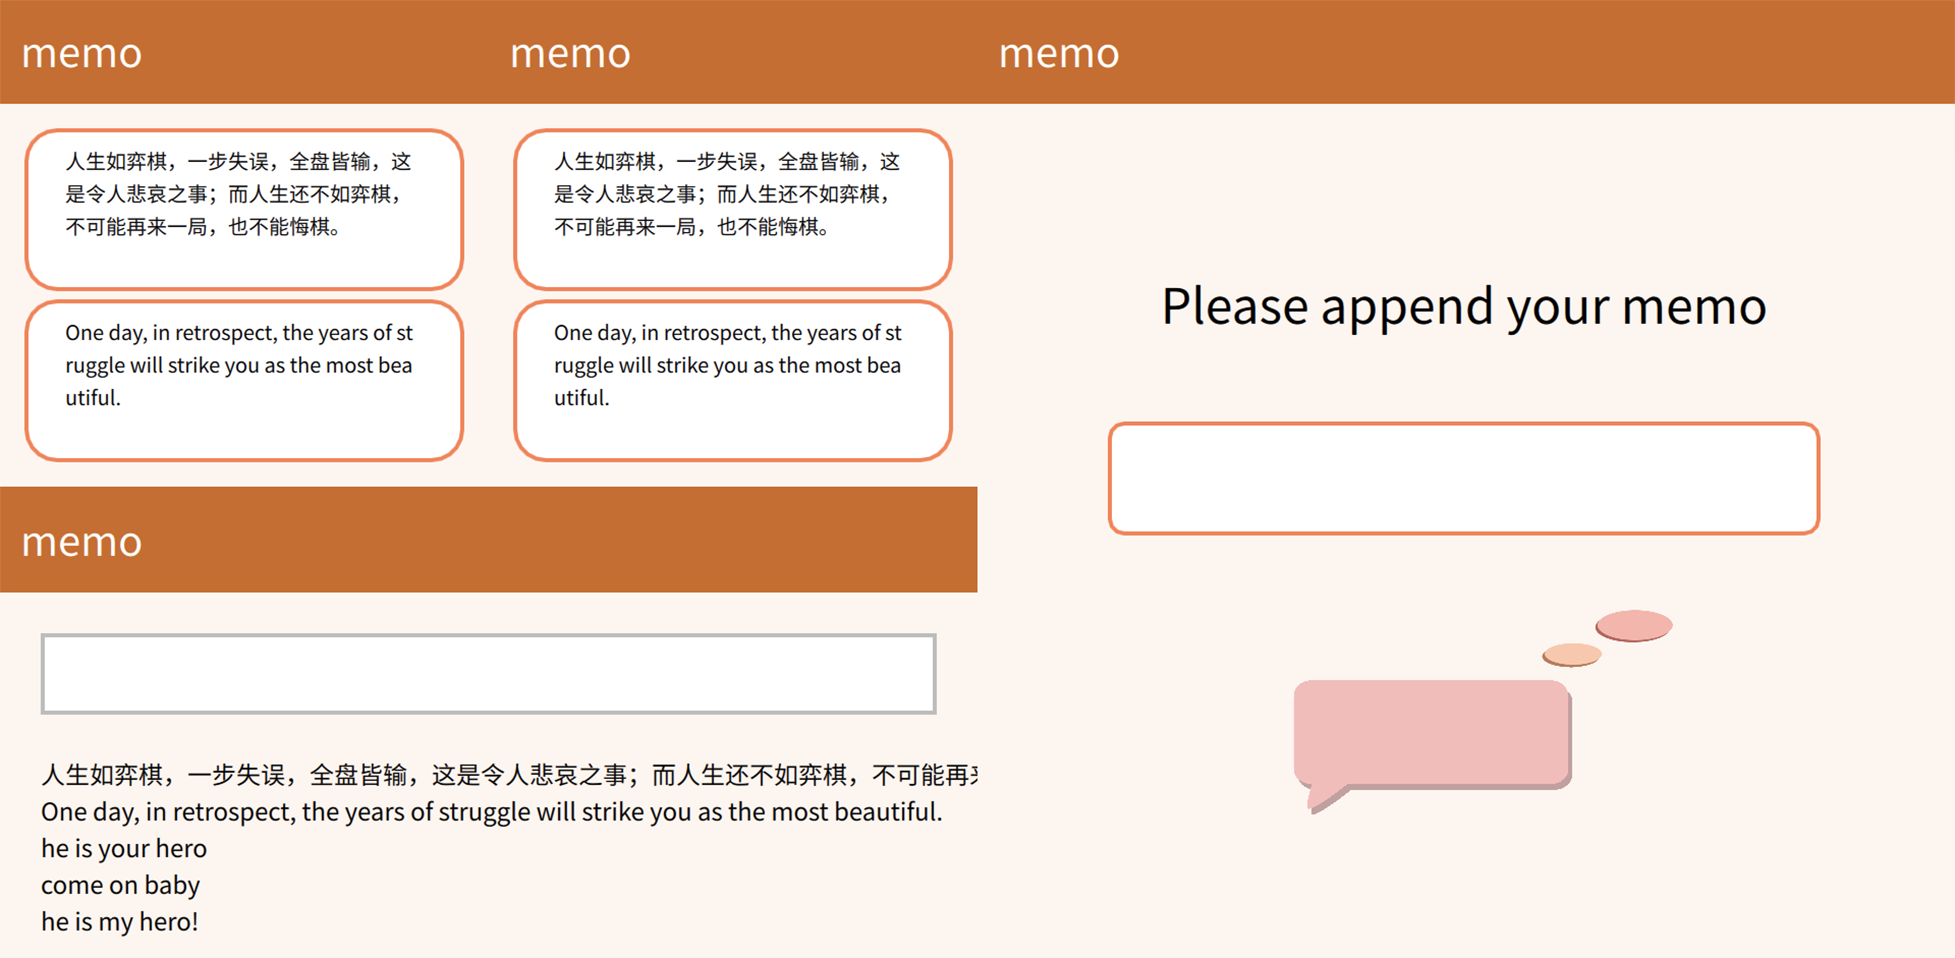 memo
人生如弈棋，一步失误，全盘皆输，这
是令人悲哀之事；而人生还不如弈棋，
不可能再来一局，也不能悔棋。
One day, in retrospect, the years of st
ruggle will strike you as the most bea
utiful.
memo
人生如弈棋，一步失误，全盘皆输，这
是令人悲哀之事；而人生还不如弈棋，
不可能再来一局，也不能悔棋。
One day, in retrospect, the years of st
ruggle will strike you as the most bea
utiful.
memo
Please append your memo
memo
人生如弈棋，一步失误，全盘皆输，这是令人悲哀之事；而人生还不如弈棋，不可能再
One day, in retrospect, the years of struggle will strike you as the most beautiful.
he is your hero
come on baby
he is my hero!